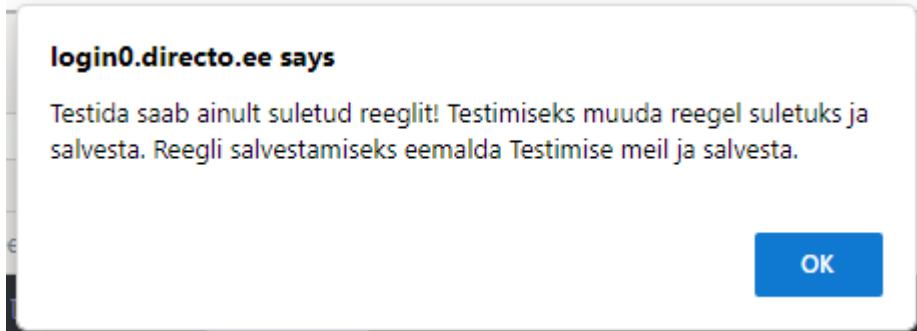 login0.directo.ee says
Testida saab ainult suletud reeglit! Testimiseks muuda reegel suletuks ja
salvesta. Reegli salvestamiseks eemalda Testimise meil ja salvesta.
OK